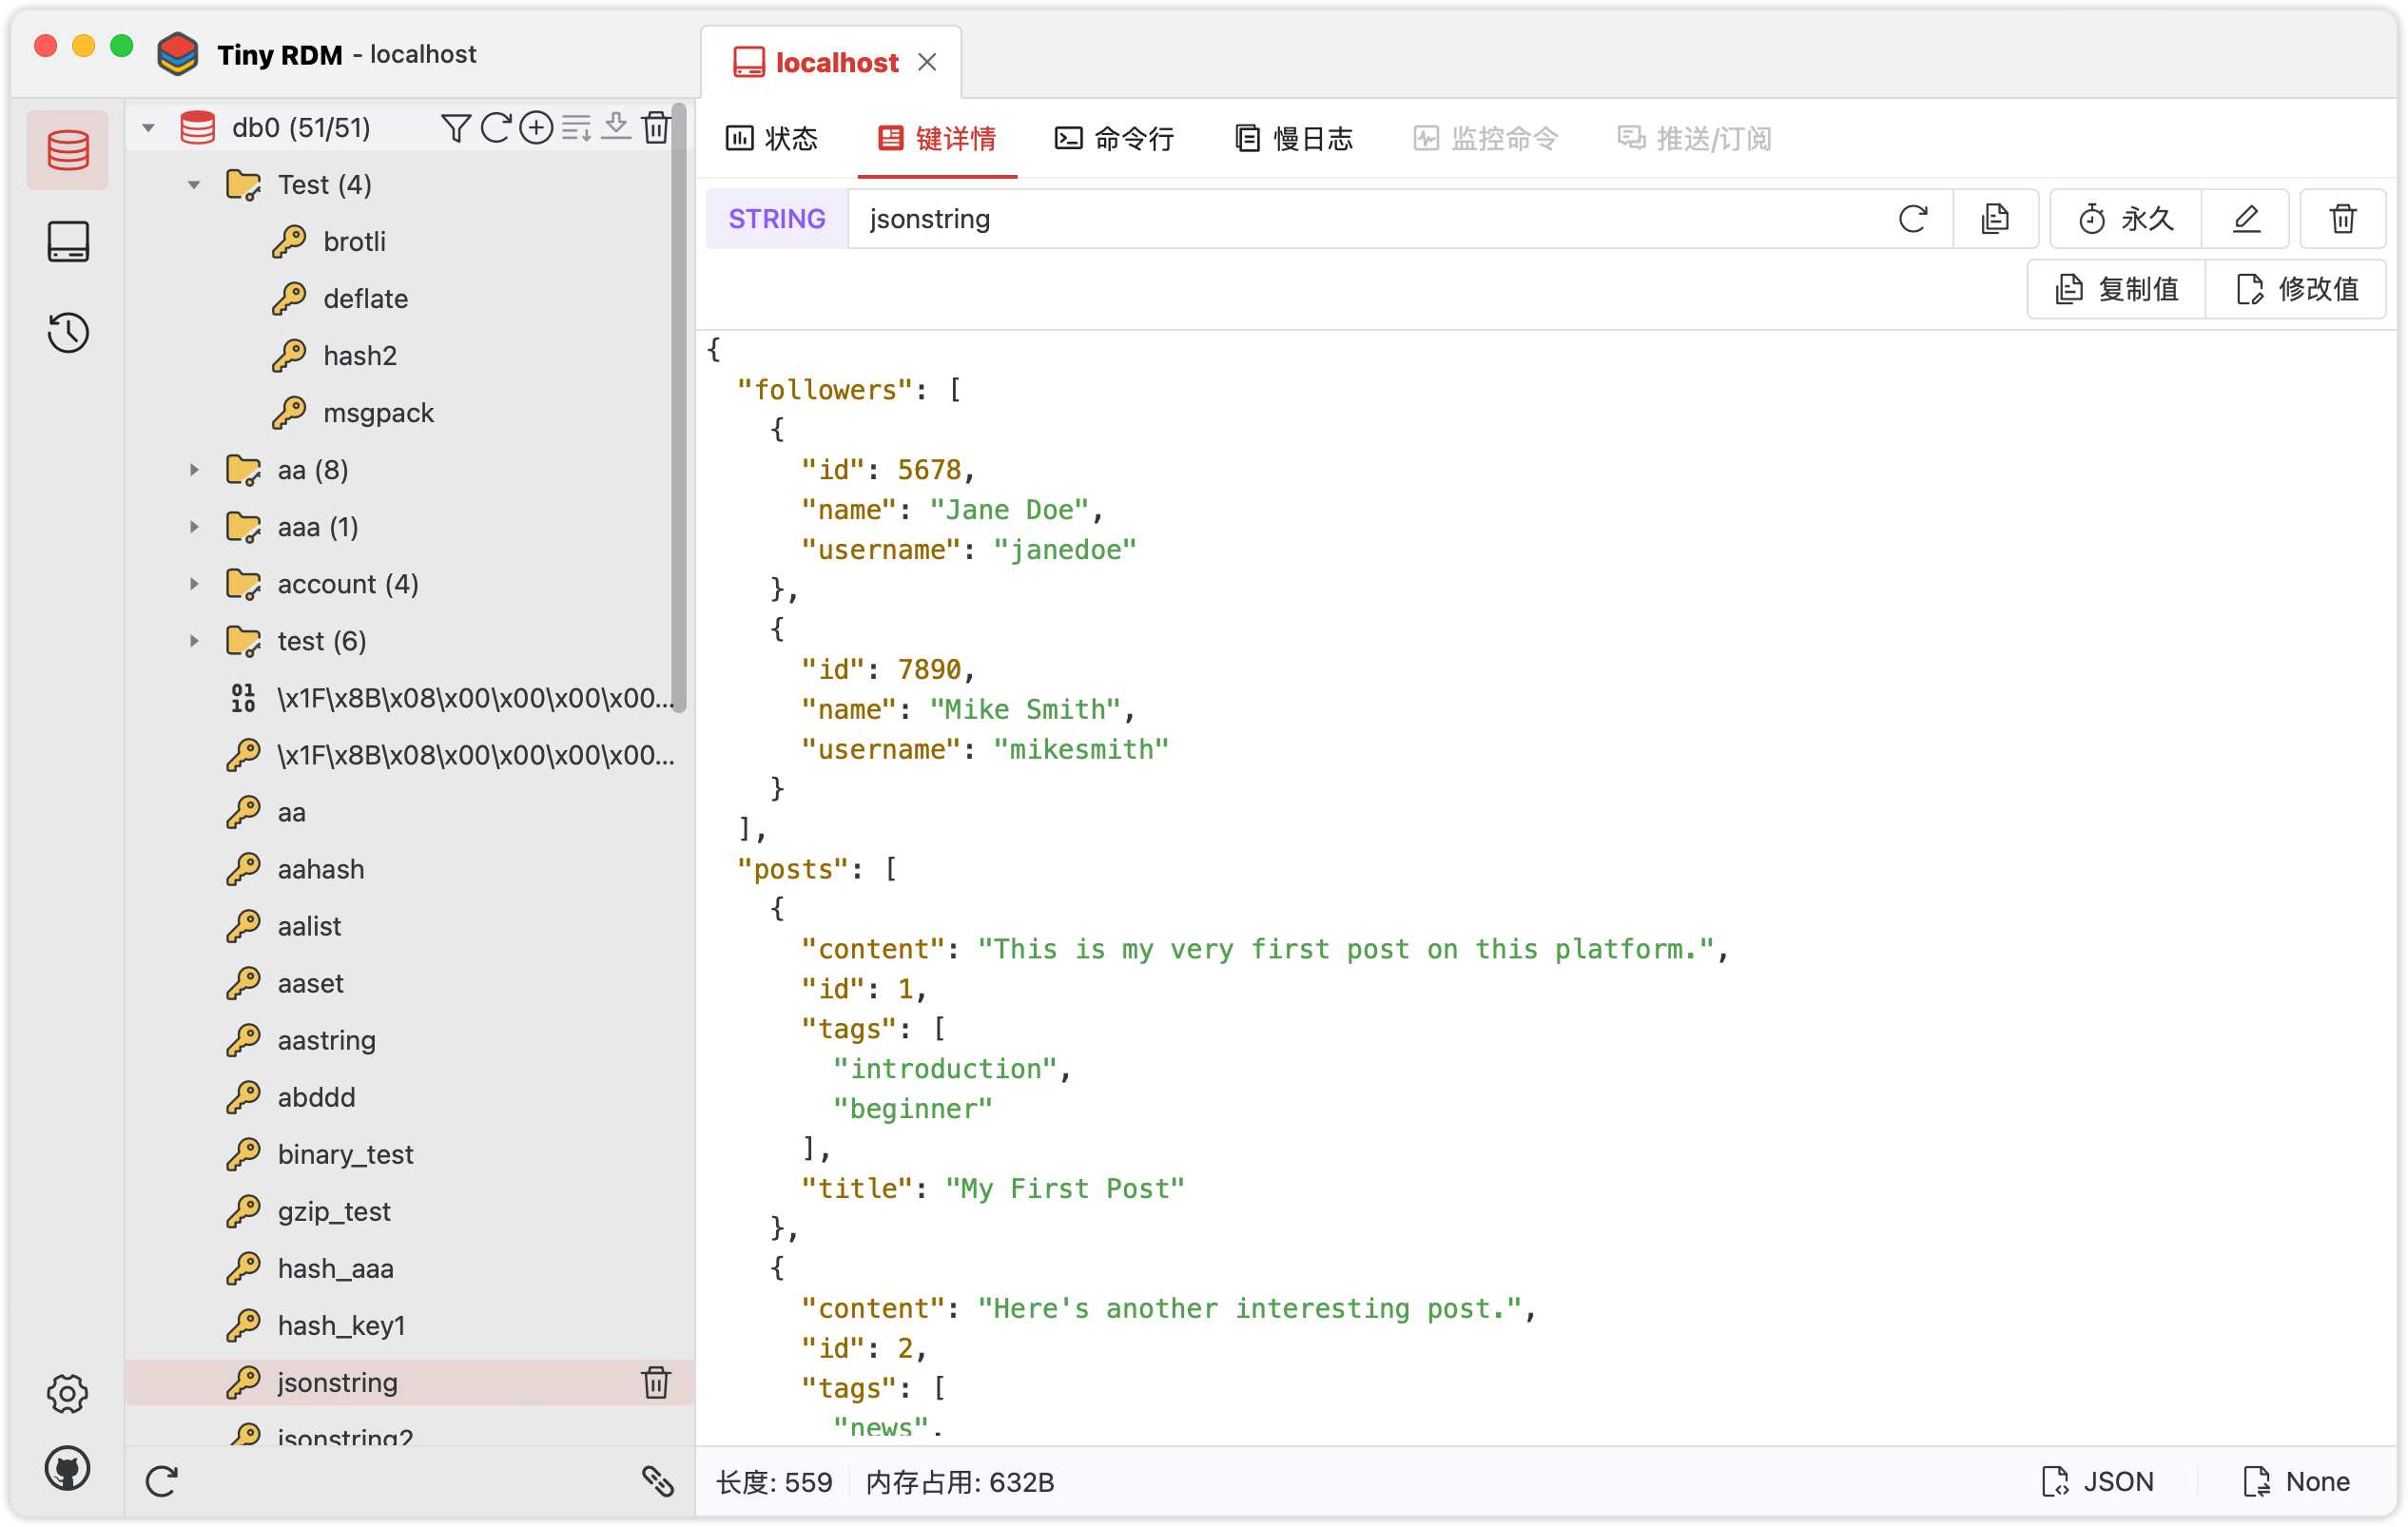 Tiny RDM - localhost
localhost
db0 (51/51)
Test (4)
brotli
deflate
hash2
msgpack
aa (8)
aaa (1)
account (4)
test (6)
\x1F\x8B\x08\x00\x00\x00\x00...
\x1F\x8B\x08\x00\x00\x00\x00...
aa
aahash
aalist
aaset
aastring
abddd
binary_test
gzip_test
hash_aaa
hash_key1
jsonstring
jsonstring2
状态 键详情 命令行 慢日志 监控命令 推送/订阅
STRING jsonstring 永久
复制值 修改值
{
  "followers": [
    {
      "id": 5678,
      "name": "Jane Doe",
      "username": "janedoe"
    },
    {
      "id": 7890,
      "name": "Mike Smith",
      "username": "mikesmith"
    }
  ],
  "posts": [
    {
      "content": "This is my very first post on this platform.",
      "id": 1,
      "tags": [
        "introduction",
        "beginner"
      ],
      "title": "My First Post"
    },
    {
      "content": "Here's another interesting post.",
      "id": 2,
      "tags": [
        "news",
长度: 559 内存占用: 632B JSON None